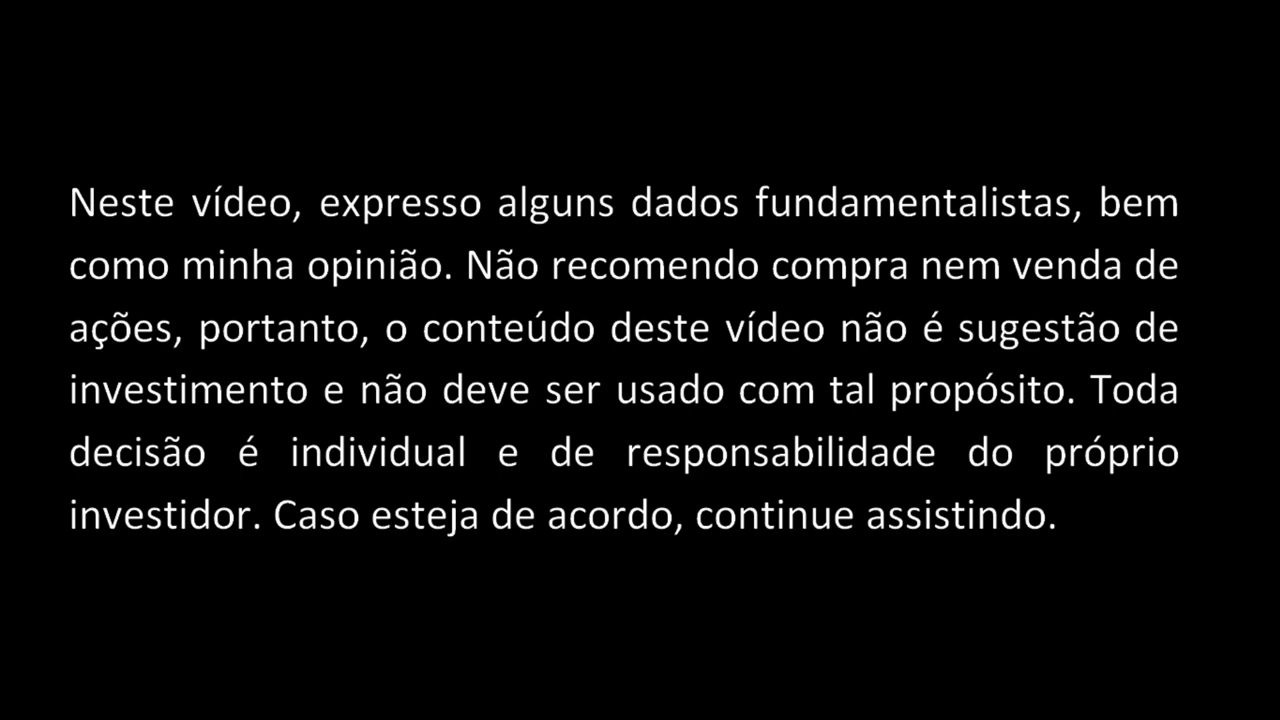 Neste vídeo, expresso alguns dados fundamentalistas, bem
como minha opinião. Não recomendo compra nem venda de
ações, portanto, o conteúdo deste vídeo não é sugestão de
investimento e não deve ser usado com tal propósito. Toda
decisão é individual e de responsabilidade do próprio
investidor. Caso esteja de acordo, continue assistindo.